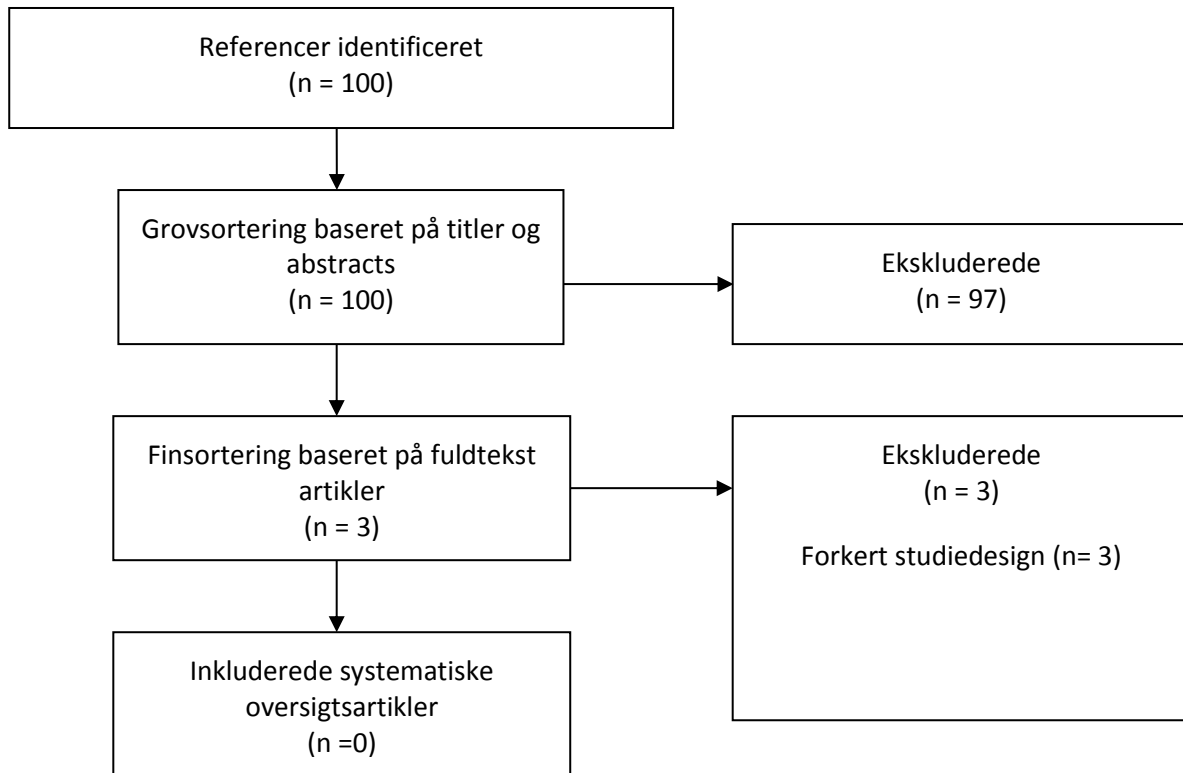 Referencer identificeret
(n = 100)
Grovsortering baseret på titler og
abstracts
(n = 100)
Ekskluderede
(n = 97)
Finsortering baseret på fuldtekst
artikler
(n = 3)
Ekskluderede
(n = 3)
Forkert studiedesign (n= 3)
Inkluderede systematiske
oversigtsartikler
(n =0)